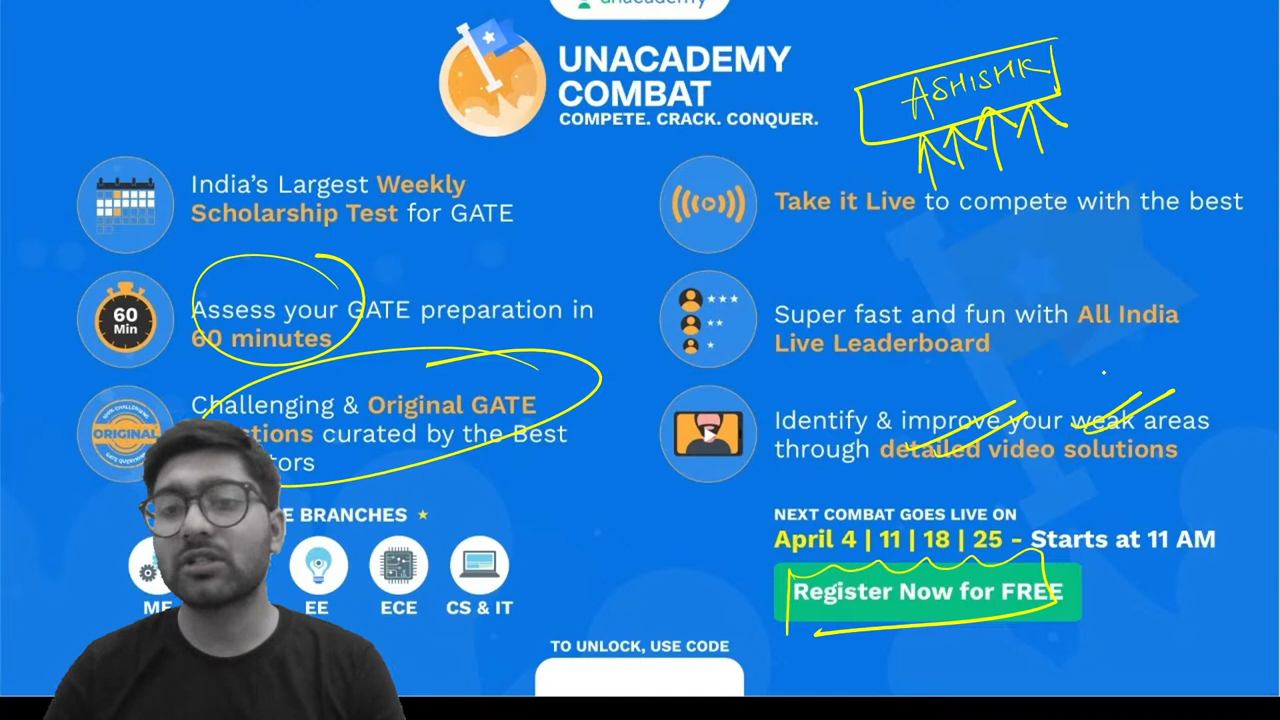 unacademy
UNACADEMY
COMBAT
COMPETE. CRACK. CONQUER.
ASHISHK
India's Largest Weekly
Scholarship Test for GATE
Take it Live to compete with the best
60
Min
Assess your GATE preparation in
60 minutes
Super fast and fun with All India
Live Leaderboard
ORIGINAL
Challenging & Original GATE
stions curated by the Best
tors
Identify & improve your weak areas
through detailed video solutions
E BRANCHES
ME
EE
ECE
CS & IT
NEXT COMBAT GOES LIVE ON
April 4 | 11 | 18 | 25 - Starts at 11 AM
Register Now for FREE
TO UNLOCK, USE CODE